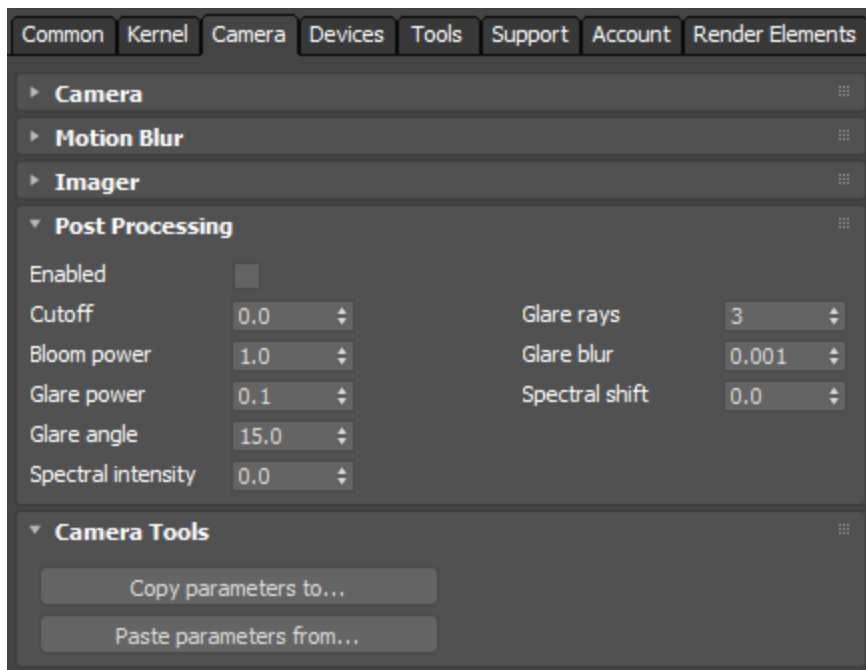 Common Kernel Camera Devices Tools Support Account Render Elements
Camera
Motion Blur
Imager
Post Processing
Enabled
Cutoff 0.0 Glare rays 3
Bloom power 1.0 Glare blur 0.001
Glare power 0.1 Spectral shift 0.0
Glare angle 15.0
Spectral intensity 0.0
Camera Tools
Copy parameters to...
Paste parameters from...